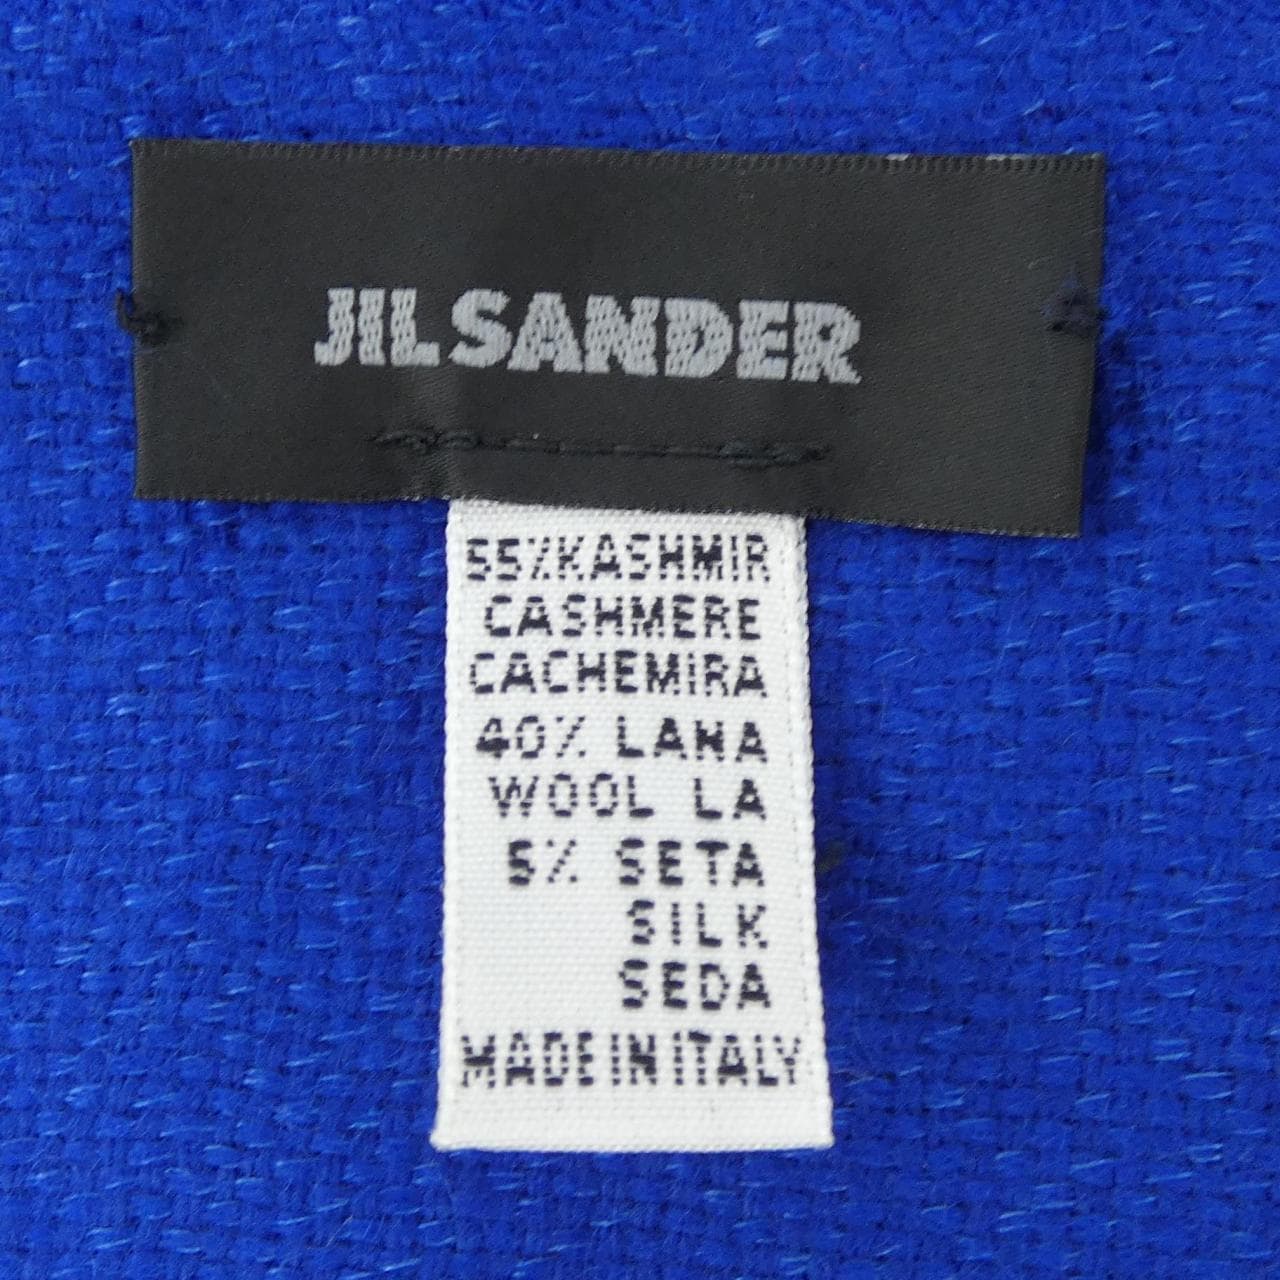 JIL SANDER
55%KASHMIR
CASHMERE
CACHEMIRA
40% LANA
WOOL LA
5% SETA
SILK
SEDA
MADE IN ITALY